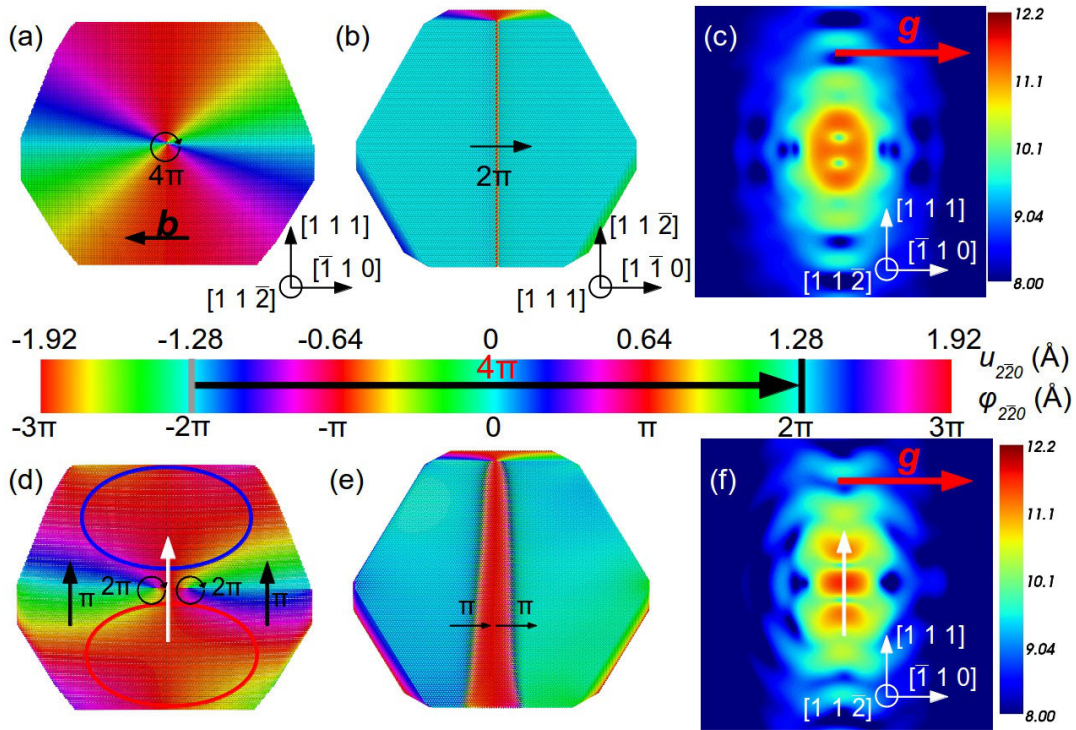 (a)
4π
b
[1 1 1]
[1̅ 1 0]
[1 1 2̅]
(b)
2π
[1 1 2̅]
[1 1̅ 0]
[1 1 1]
(c)
g
[1 1 1]
[1̅ 1 0]
[1 1 2̅]
12.2
11.1
10.1
9.04
8.00
-1.92 -1.28 -0.64 0 0.64 1.28 1.92 u₂₂̅₀ (Å)
4π
-3π -2π -π 0 π 2π 3π φ₂₂̅₀ (Å)
(d)
2π 2π
π π
(e)
π π
(f)
g
[1 1 1]
[1̅ 1 0]
[1 1 2̅]
12.2
11.1
10.1
9.04
8.00